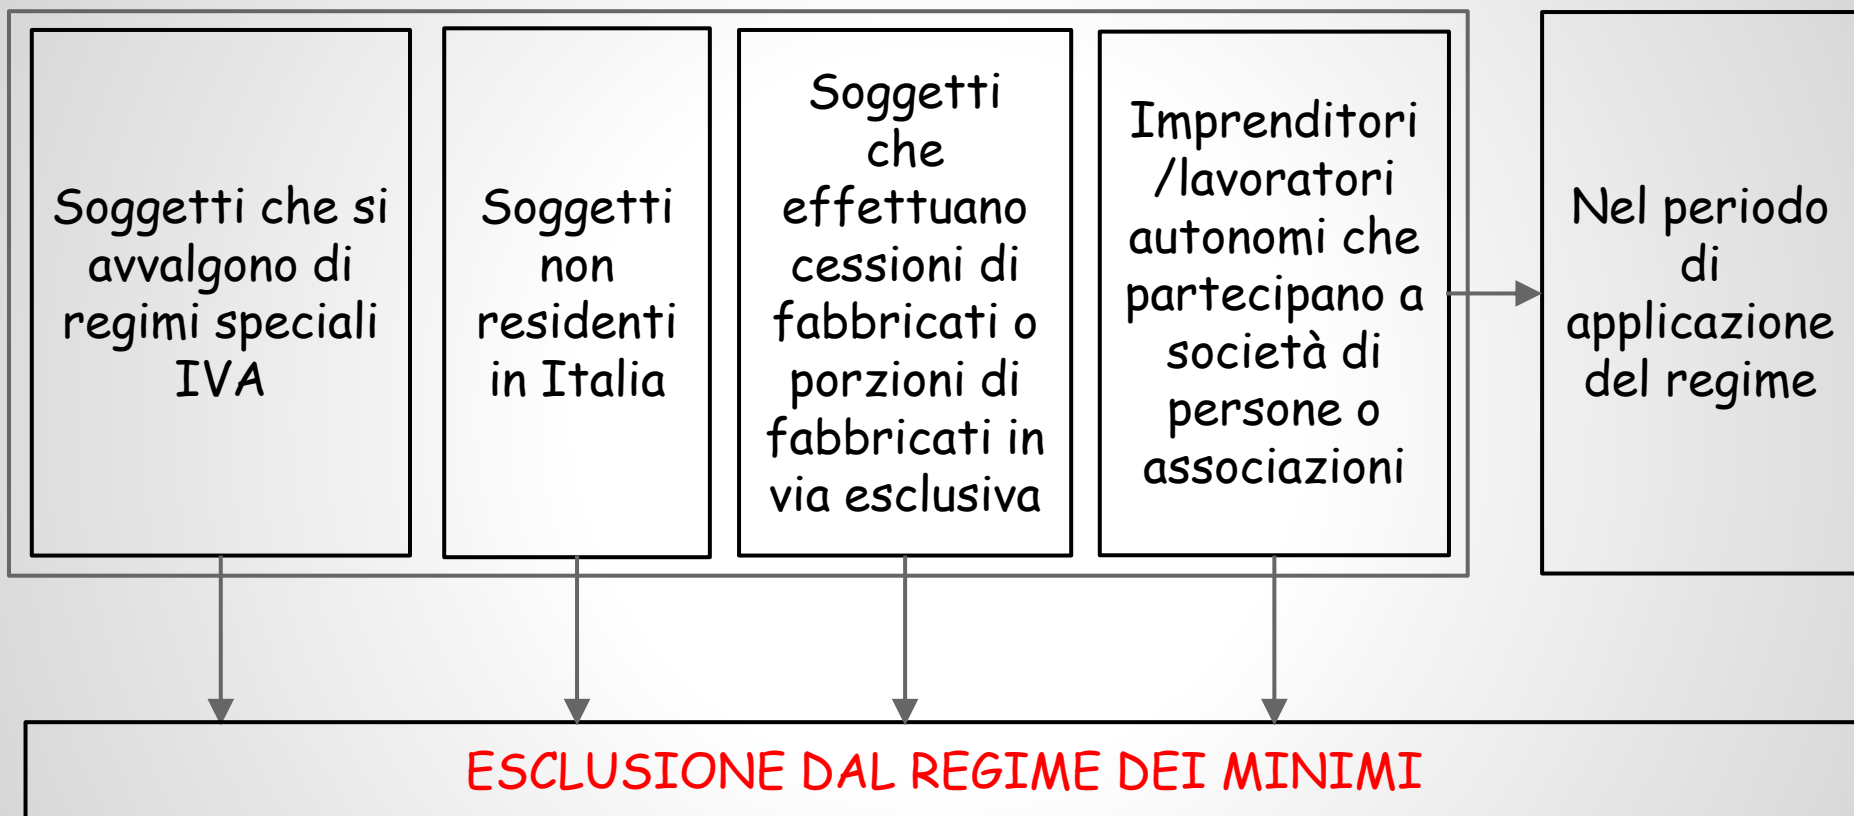 Soggetti che si
avvalgono di
regimi speciali
IVA
Soggetti
non
residenti
in Italia
Soggetti
che
effettuano
cessioni di
fabbricati o
porzioni di
fabbricati in
via esclusiva
Imprenditori
/lavoratori
autonomi che
partecipano a
società di
persone o
associazioni
Nel periodo
di
applicazione
del regime
ESCLUSIONE DAL REGIME DEI MINIMI